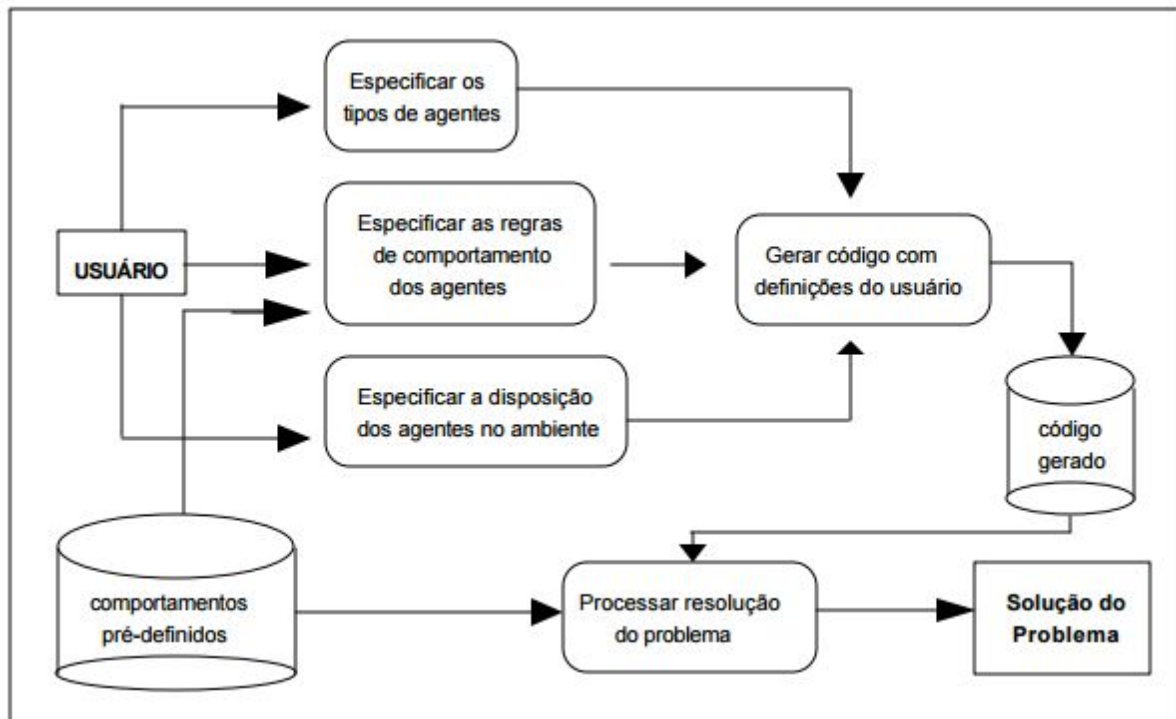 Especificar os
tipos de agentes
Especificar as regras
de comportamento
dos agentes
USUÁRIO
Gerar código com
definições do usuário
Especificar a disposição
dos agentes no ambiente
código
gerado
comportamentos
pré-definidos
Processar resolução
do problema
Solução do
Problema